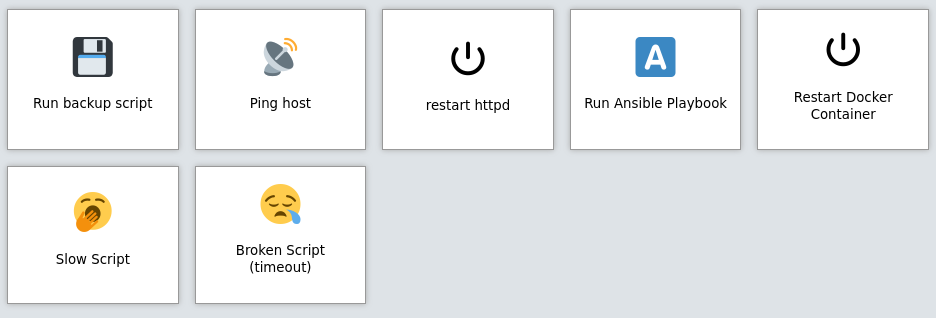 Run backup script
Ping host
restart httpd
A
Run Ansible Playbook
Restart Docker
Container
Slow Script
Broken Script
(timeout)